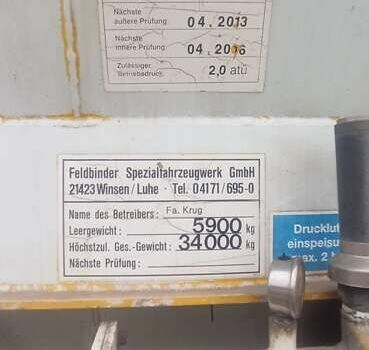 Nächste
äußere Prüfung 04.2013
Nächste
innere Prüfung 04.2016
Zulässiger
Betriebsdruck 2,0 atü
Feldbinder Spezialfahrzeugwerk GmbH
21423 Winsen/Luhe · Tel. 04171/695-0
Name des Betreibers: Fa. Krug
Leergewicht: 5900 kg
Höchstzul. Ges.-Gewicht: 34000 kg
Nächste Prüfung:
Druckluft
einspeisu
max. 2